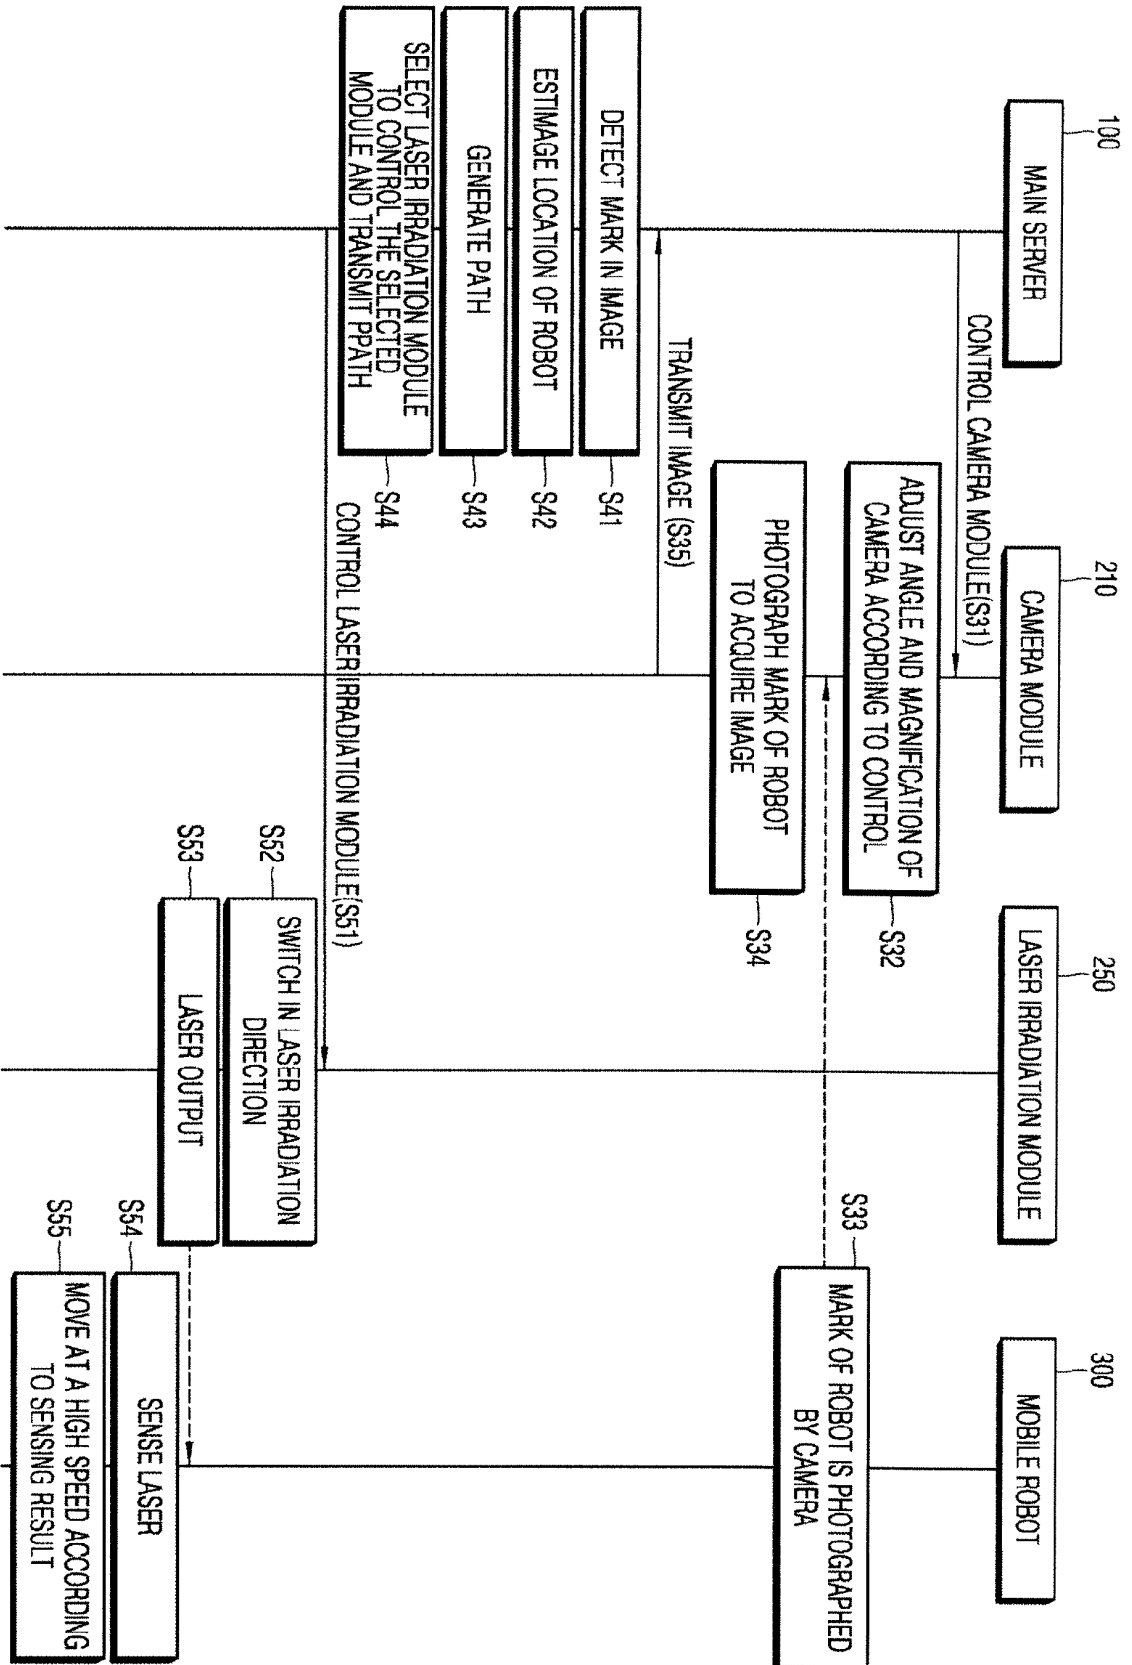 100
MAIN SERVER
210
CAMERA MODULE
250
LASER IRRADIATION MODULE
300
MOBILE ROBOT
CONTROL CAMERA MODULE(S31)
ADJUST ANGLE AND MAGNIFICATION OF
CAMERA ACCORDING TO CONTROL
S32
S33
MARK OF ROBOT IS PHOTOGRAPHED
BY CAMERA
PHOTOGRAPH MARK OF ROBOT
TO ACQUIRE IMAGE
S34
TRANSMIT IMAGE (S35)
DETECT MARK IN IMAGE
S41
ESTIMAGE LOCATION OF ROBOT
S42
GENERATE PATH
S43
SELECT LASER IRRADIATION MODULE
TO CONTROL THE SELECTED
MODULE AND TRANSMIT PPATH
S44
CONTROL LASER IRRADIATION MODULE(S51)
S52
SWITCH IN LASER IRRADIATION
DIRECTION
S53
LASER OUTPUT
S54
SENSE LASER
S55
MOVE AT A HIGH SPEED ACCORDING
TO SENSING RESULT